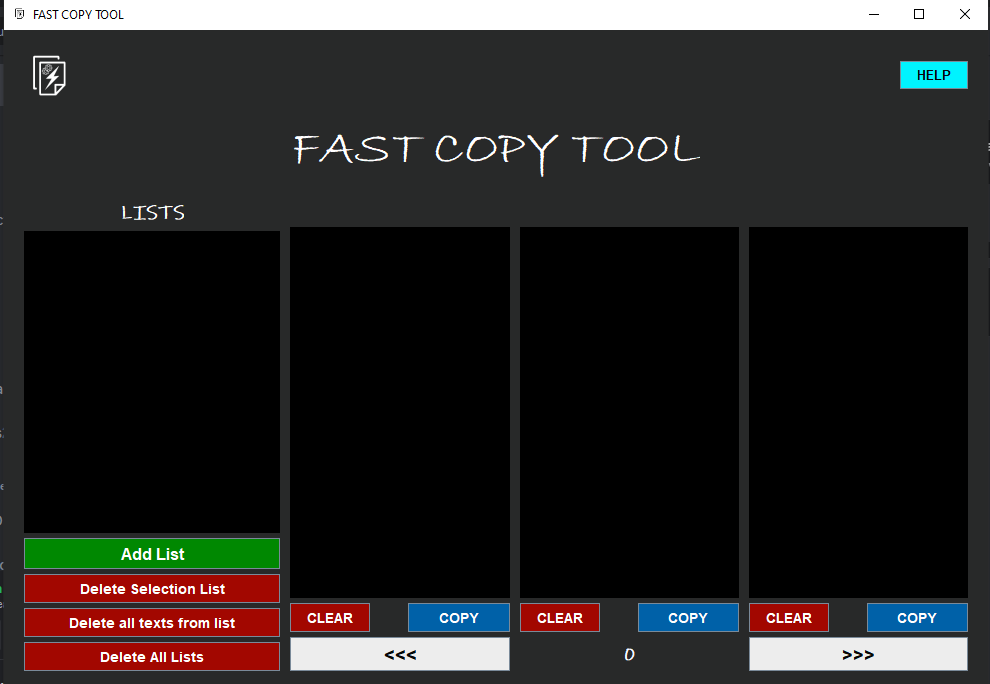 FAST COPY TOOL
HELP
FAST COPY TOOL
LISTS
Add List
Delete Selection List
Delete all texts from list
Delete All Lists
CLEAR COPY CLEAR COPY CLEAR COPY
<<< 0 >>>